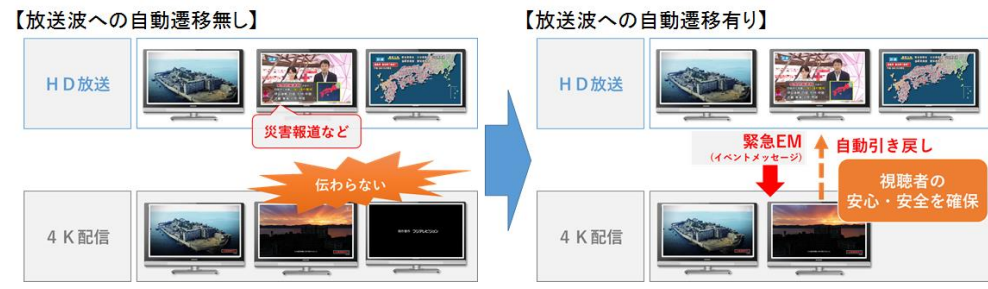 【放送波への自動遷移無し】
HD放送
災害報道など
伝わらない
4K配信
【放送波への自動遷移有り】
HD放送
緊急EM
(イベントメッセージ)
自動引き戻し
視聴者の
安心・安全を確保
4K配信